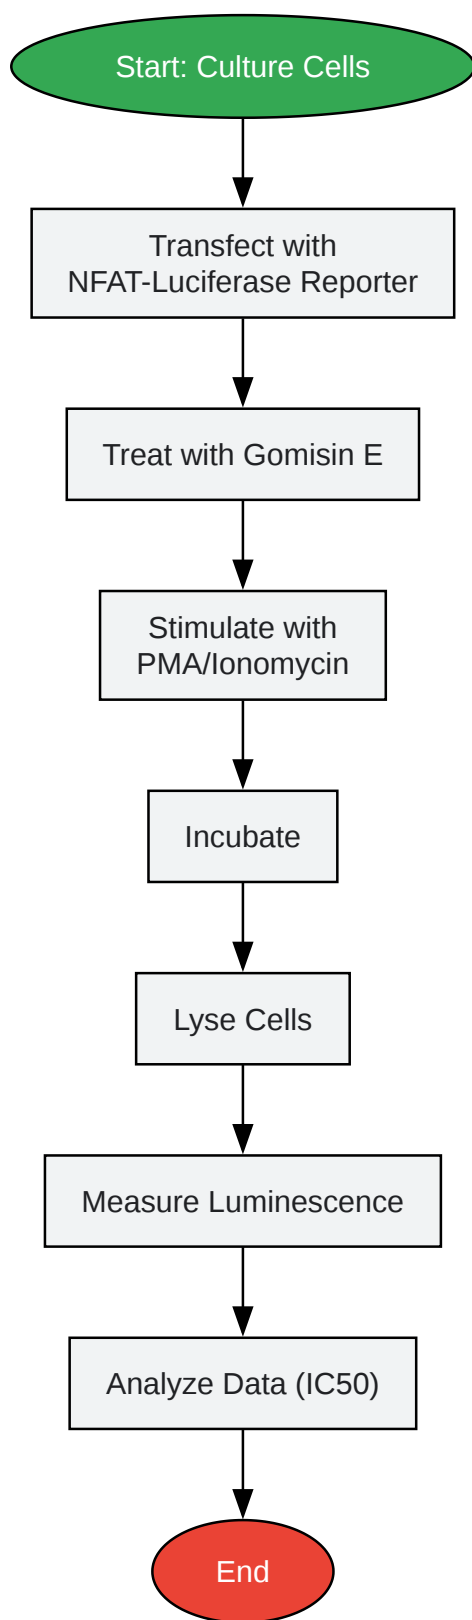 Start: Culture Cells
Transfect with
NFAT-Luciferase Reporter
Treat with Gomisin E
Stimulate with
PMA/Ionomycin
Incubate
Lyse Cells
Measure Luminescence
Analyze Data (IC50)
End